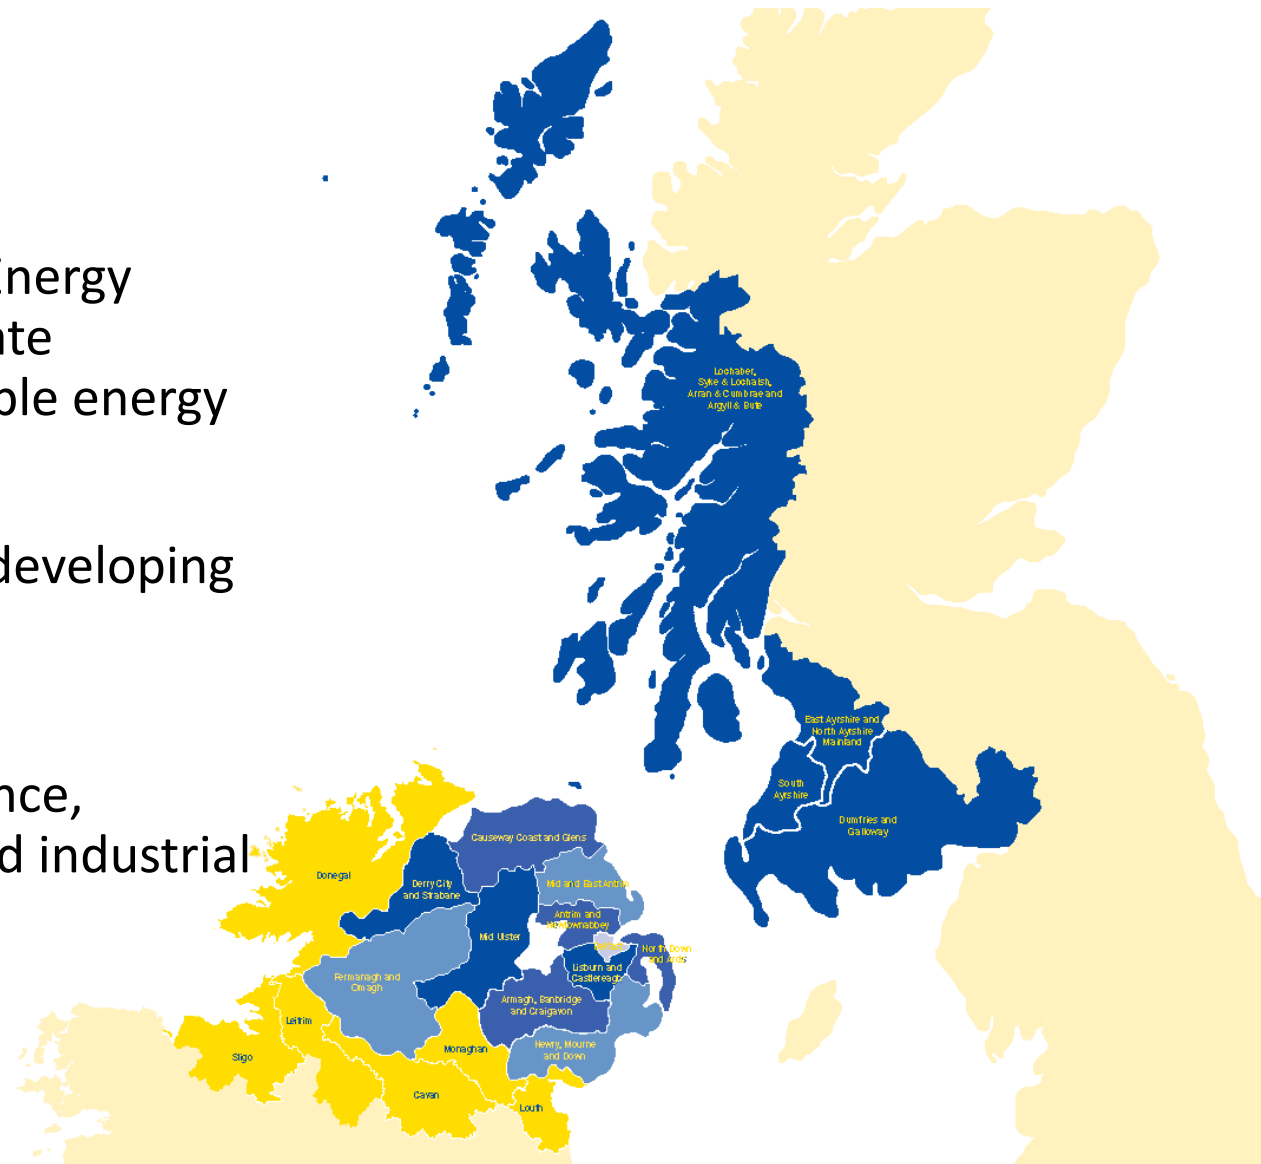 Energy
ate
ble energy
developing
nce,
d industrial
Lochaber,
Syke & Lochalsh,
Arran & Cumbrae and
Argyll & Bute
East Ayrshire and
North Ayrshire
Mainland
South
Ayrshire
Dumfries and
Galloway
Causeway Coast and Glens
Donegal
Derry City
and Strabane
Mid and East Antrim
Antrim and
Newtownabbey
Mid Ulster
North Down
and Ards
Lisburn and
Castlereagh
Fermanagh and
Omagh
Armagh, Banbridge
and Craigavon
Leitrim
Newry, Mourne
and Down
Monaghan
Sligo
Cavan
Louth